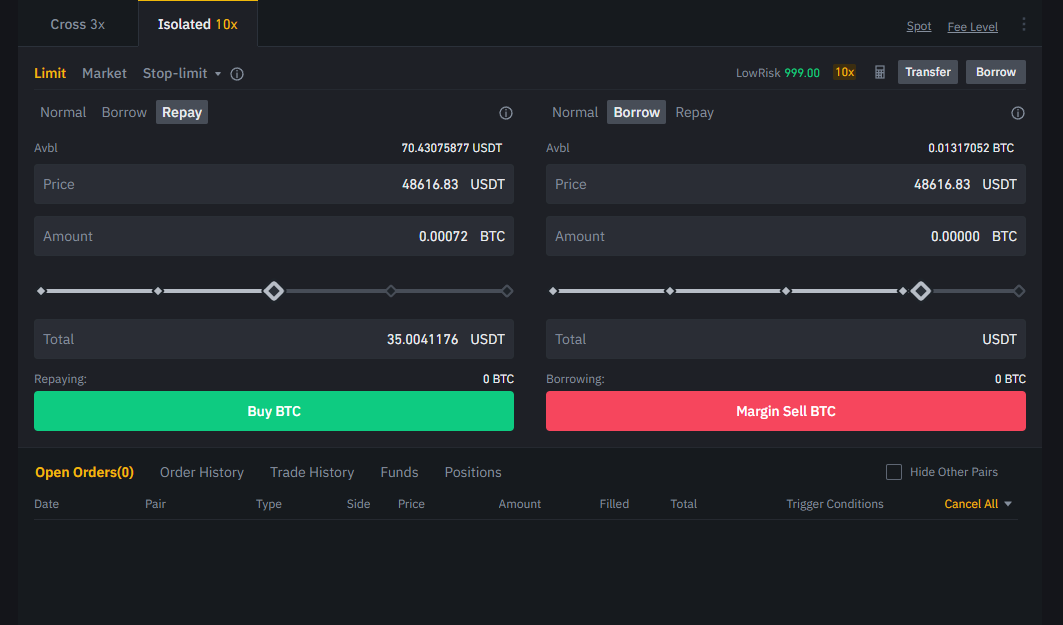 Cross 3x Isolated 10x Spot Fee Level
Limit Market Stop-limit LowRisk 999.00 10x Transfer Borrow
Normal Borrow Repay
Avbl 70.43075877 USDT
Price 48616.83 USDT
Amount 0.00072 BTC
Total 35.0041176 USDT
Repaying: 0 BTC
Buy BTC
Normal Borrow Repay
Avbl 0.01317052 BTC
Price 48616.83 USDT
Amount 0.00000 BTC
Total USDT
Borrowing: 0 BTC
Margin Sell BTC
Open Orders(0) Order History Trade History Funds Positions Hide Other Pairs
Date Pair Type Side Price Amount Filled Total Trigger Conditions Cancel All